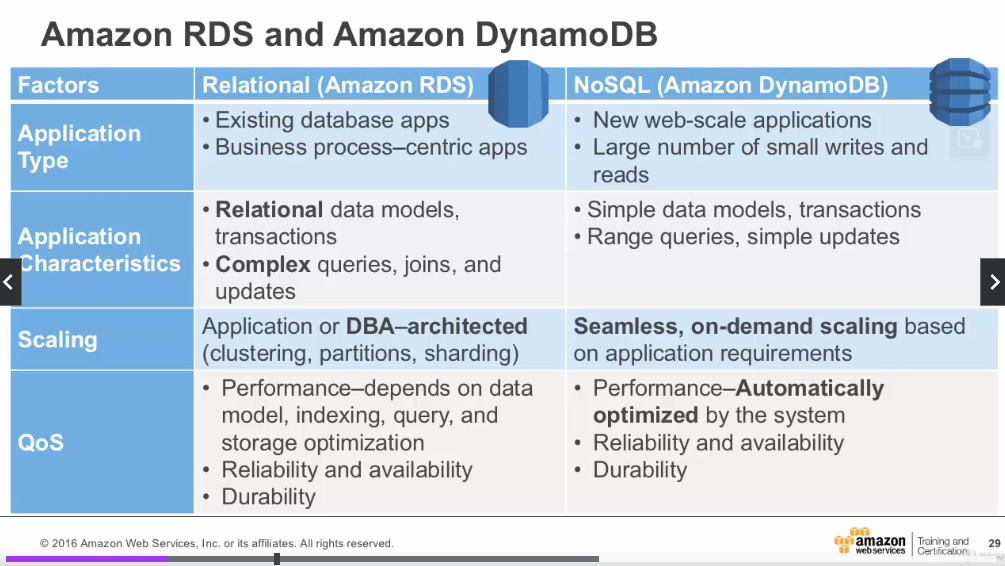 Amazon RDS and Amazon DynamoDB
Factors
Relational (Amazon RDS)
NoSQL (Amazon DynamoDB)
Application
Type
• Existing database apps
• Business process–centric apps
• New web-scale applications
• Large number of small writes and
reads
Application
Characteristics
• Relational data models,
transactions
• Complex queries, joins, and
updates
• Simple data models, transactions
• Range queries, simple updates
Scaling
Application or DBA–architected
(clustering, partitions, sharding)
Seamless, on-demand scaling based
on application requirements
QoS
• Performance–depends on data
model, indexing, query, and
storage optimization
• Reliability and availability
• Durability
• Performance–Automatically
optimized by the system
• Reliability and availability
• Durability
© 2016 Amazon Web Services, Inc. or its affiliates. All rights reserved.
amazon
web services
Training and
Certification
29